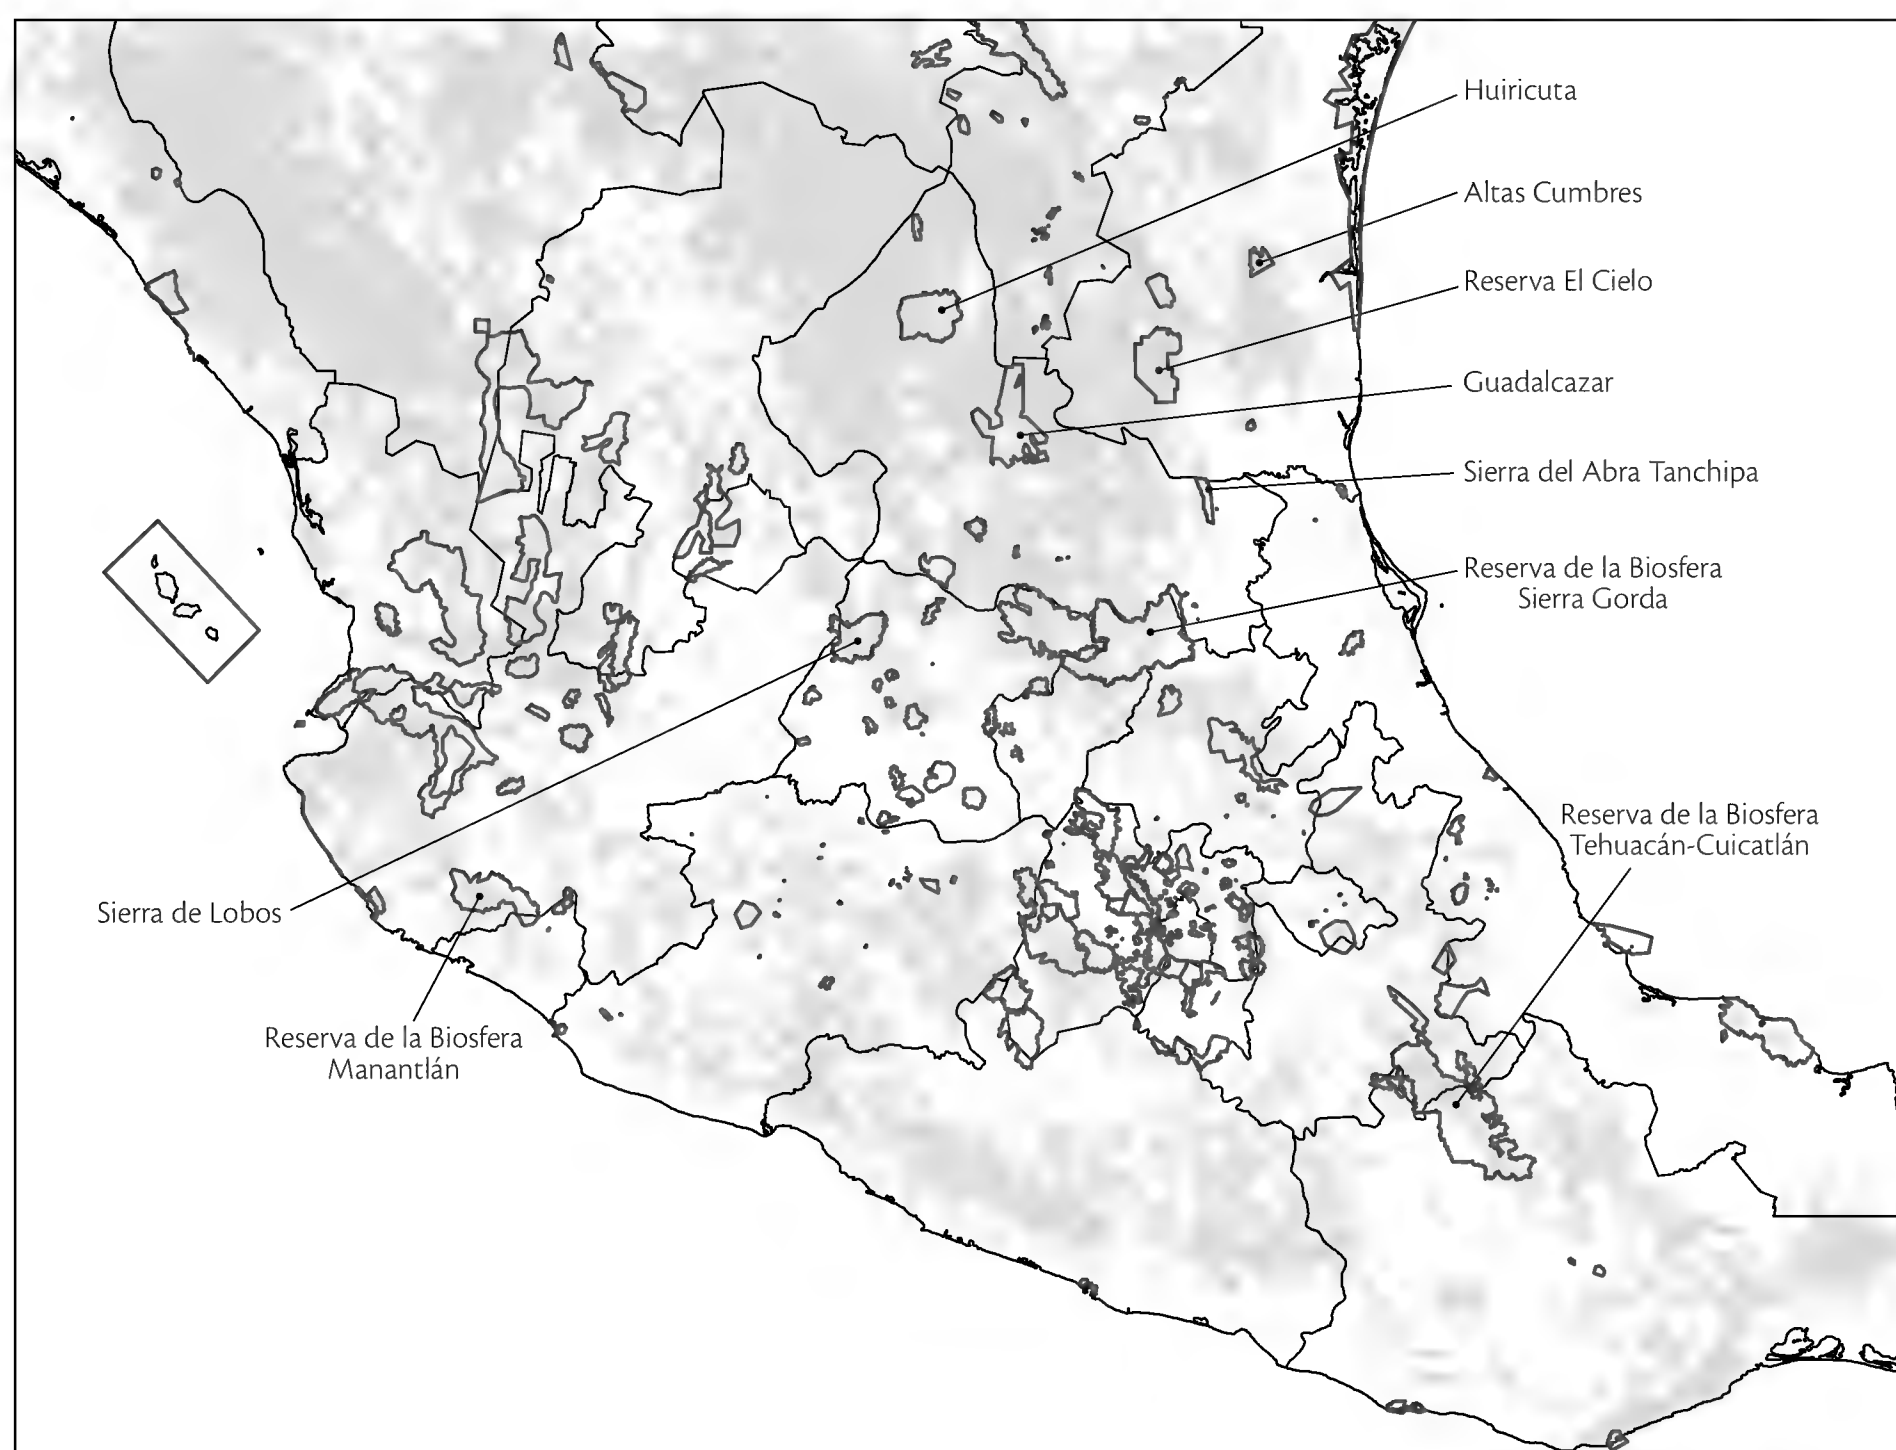 Huiricuta
Altas Cumbres
Reserva El Cielo
Guadalcazar
Sierra del Abra Tanchipa
Reserva de la Biosfera
Sierra Gorda
Reserva de la Biosfera
Tehuacán-Cuicatlán
Sierra de Lobos
Reserva de la Biosfera
Manantlán